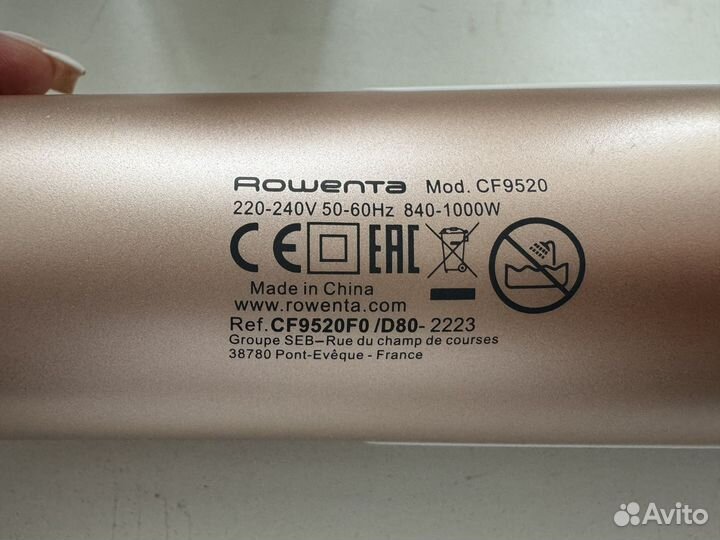 Rowenta Mod. CF9520
220-240V 50-60Hz 840-1000W
CE EAC
Made in China
www.rowenta.com
Ref.CF9520F0 /D80- 2223
Groupe SEB–Rue du champ de courses
38780 Pont-Evêque - France
Avito